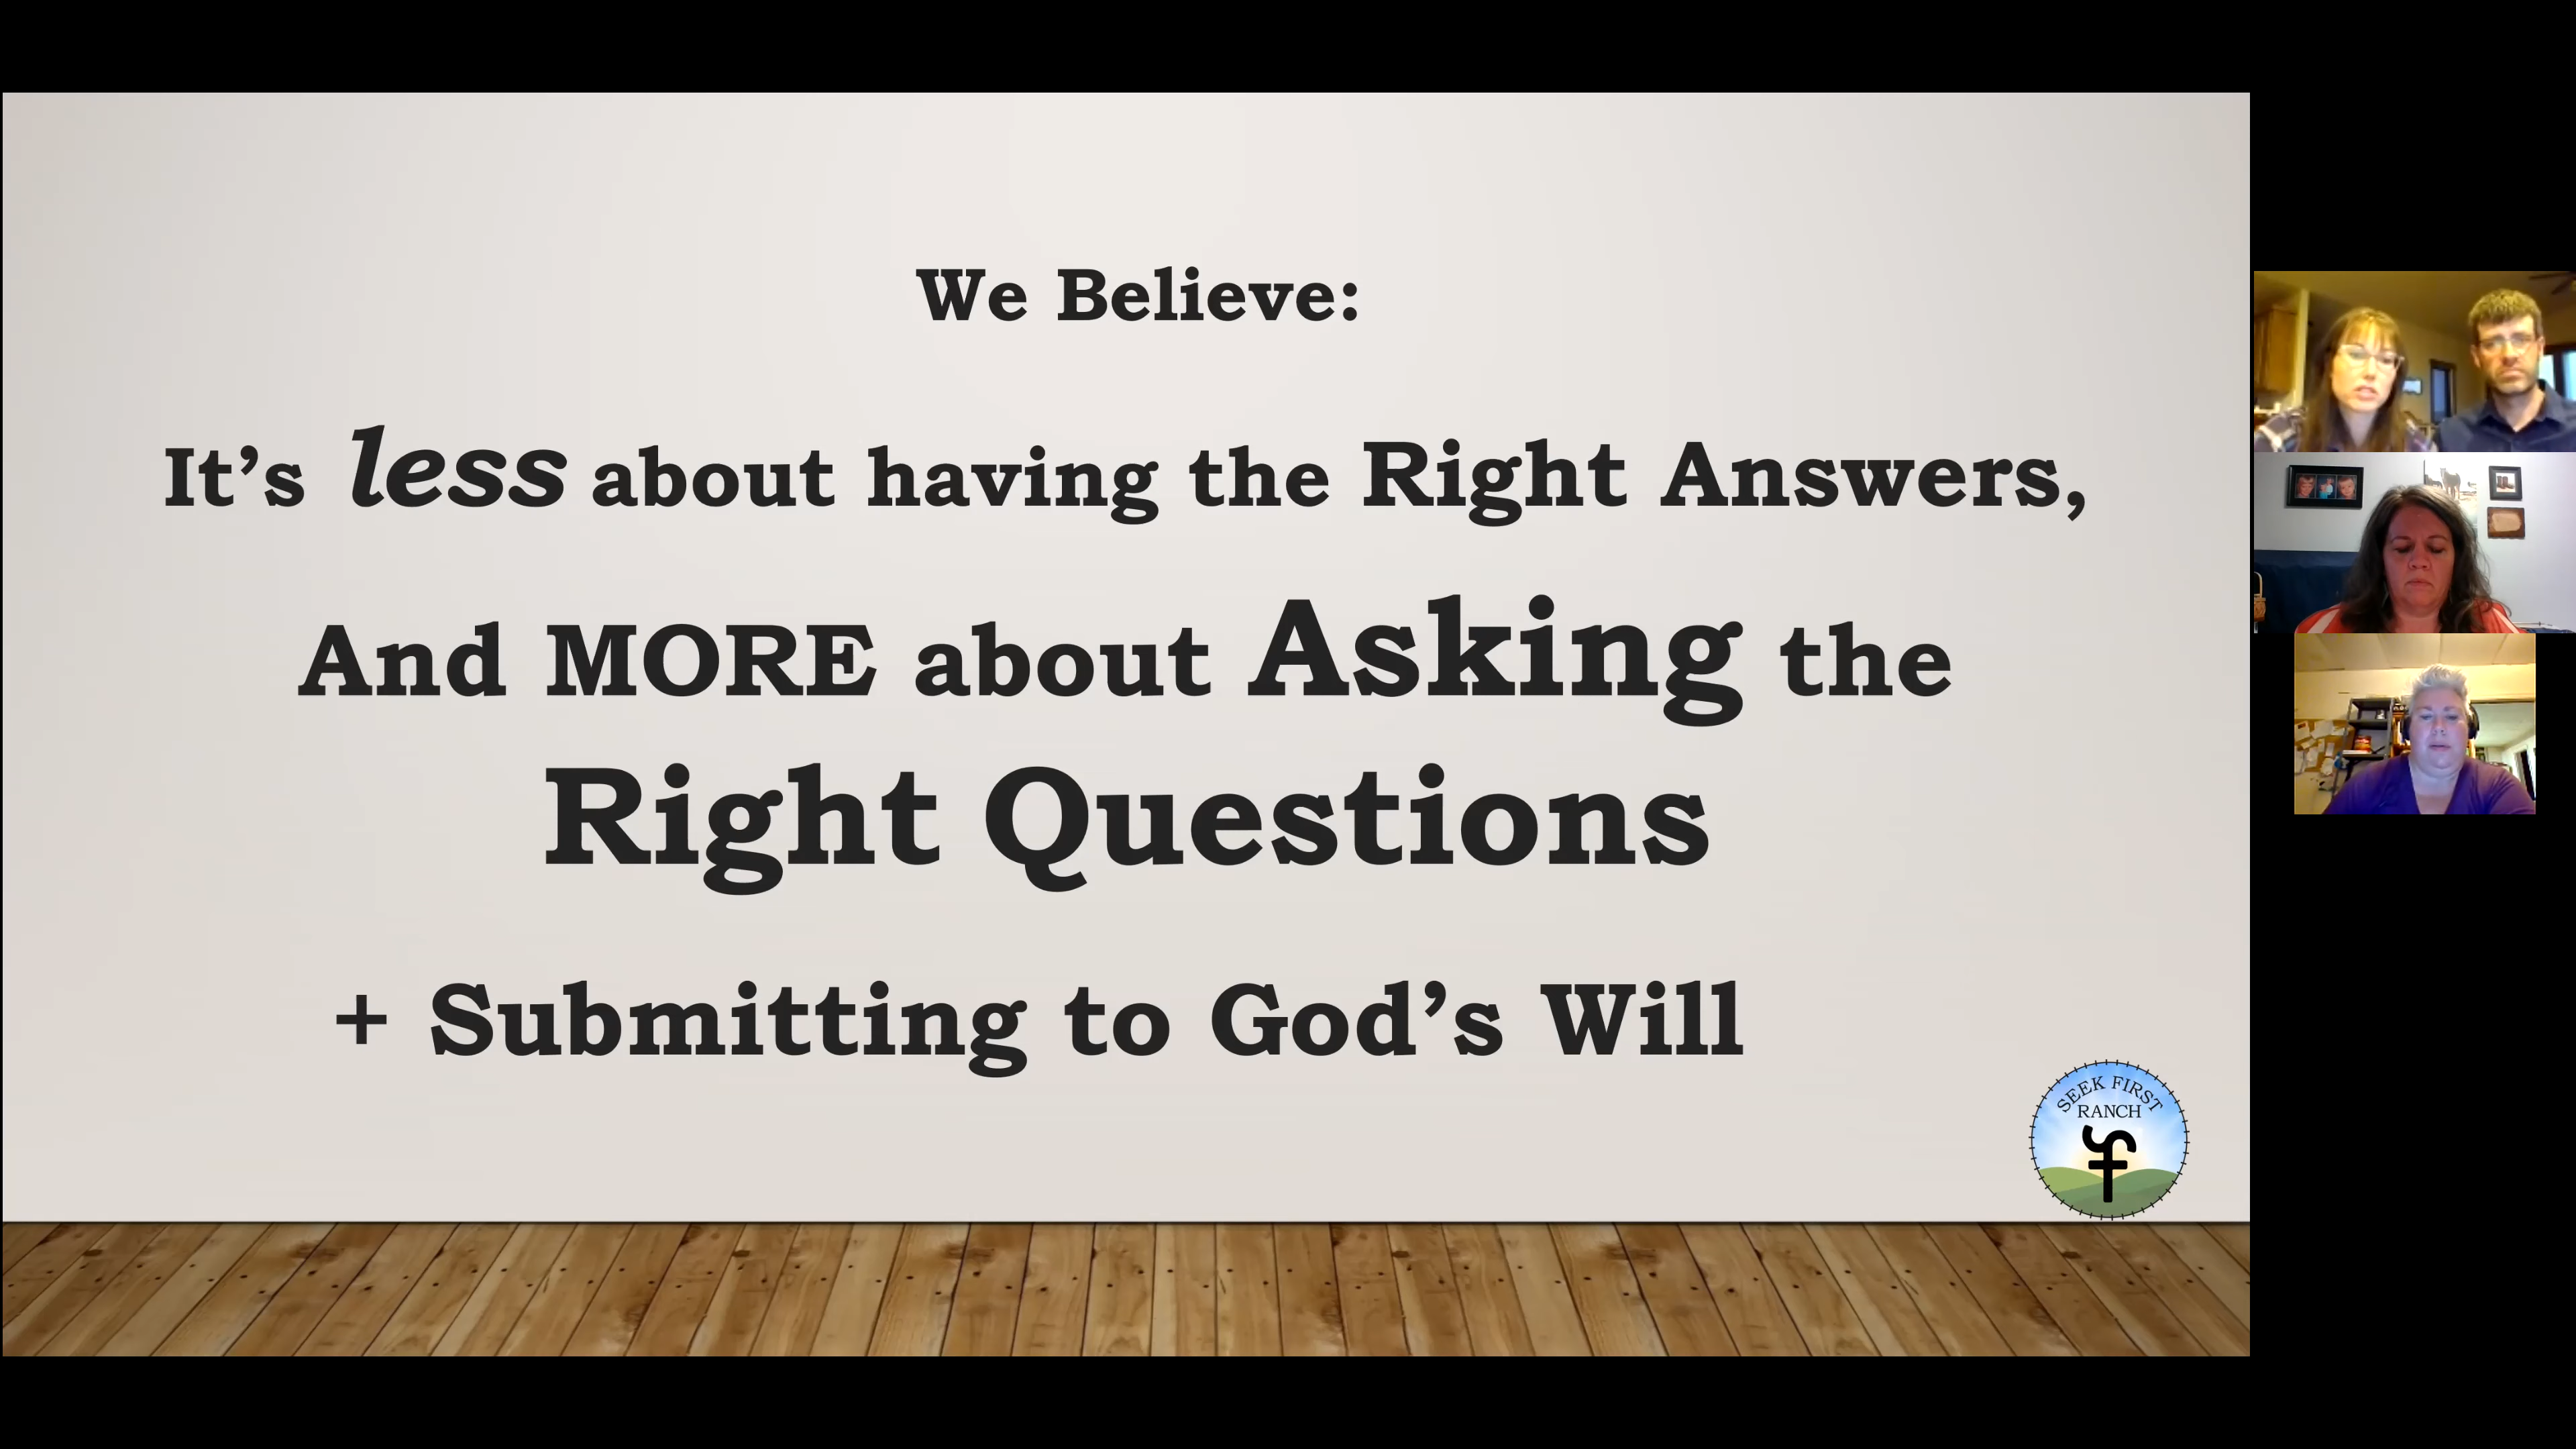 We Believe:
It’s less about having the Right Answers,
And MORE about Asking the
Right Questions
+ Submitting to God’s Will
SEEK FIRST
RANCH